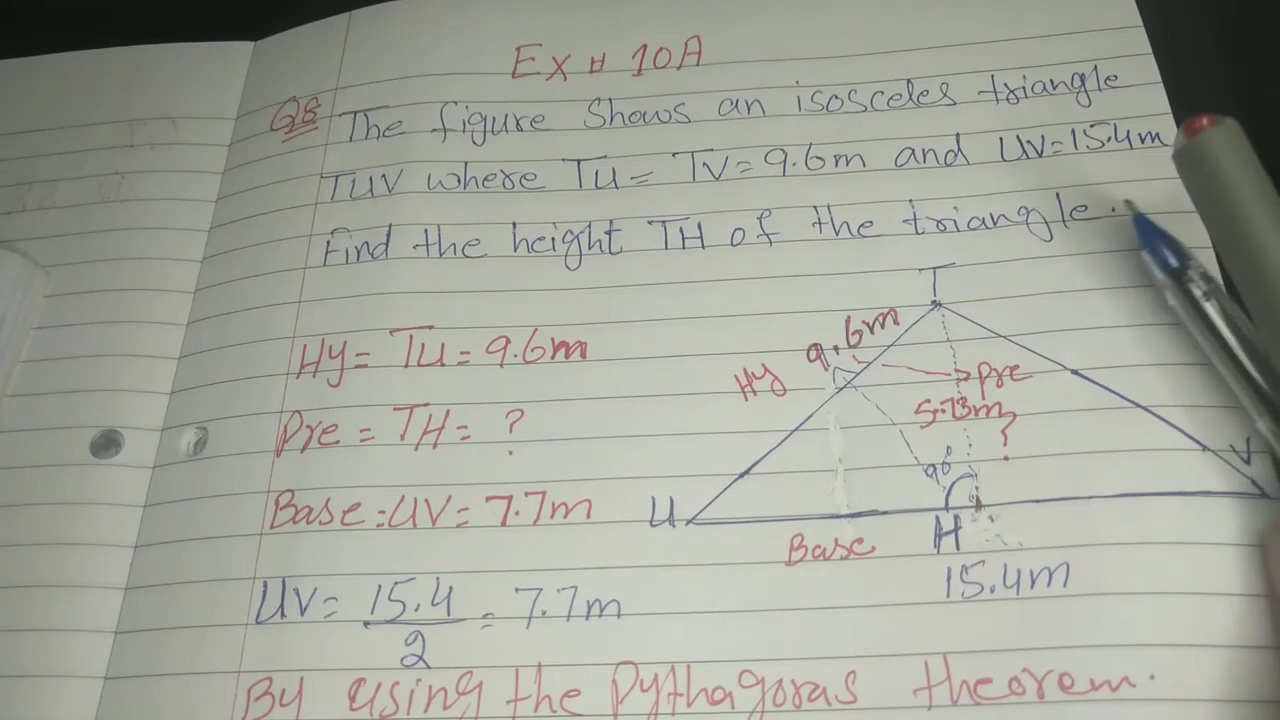 Ex # 10A
Q8 The figure Shows an isosceles triangle
TUV where TU = TV = 9.6m and UV = 15.4m
Find the height TH of the triangle.
T
Hy = TU = 9.6m
Hy 9.6m
Pre
5.73m
?
Pre = TH = ?
90°
V
Base = UV = 7.7m
U
H
Base
15.4m
UV = 15.4 / 2 = 7.7m
By using the Pythagoras theorem.